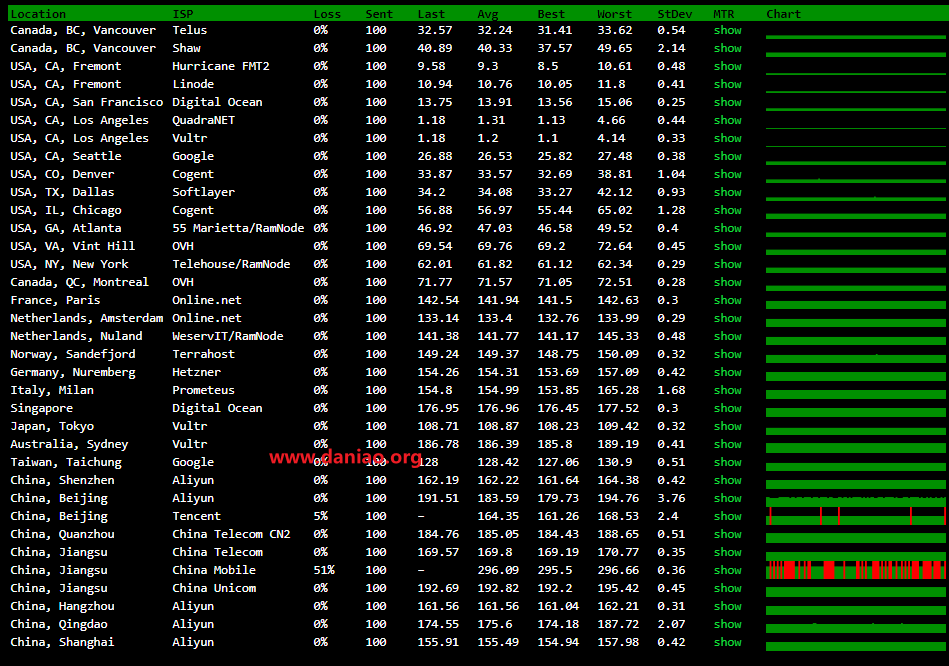 Location ISP Loss Sent Last Avg Best Worst StDev MTR Chart
Canada, BC, Vancouver Telus 0% 100 32.57 32.24 31.41 33.62 0.54 show
Canada, BC, Vancouver Shaw 0% 100 40.89 40.33 37.57 49.65 2.14 show
USA, CA, Fremont Hurricane FMT2 0% 100 9.58 9.3 8.5 10.61 0.48 show
USA, CA, Fremont Linode 0% 100 10.94 10.76 10.05 11.8 0.41 show
USA, CA, San Francisco Digital Ocean 0% 100 13.75 13.91 13.56 15.06 0.25 show
USA, CA, Los Angeles QuadraNET 0% 100 1.18 1.31 1.13 4.66 0.44 show
USA, CA, Los Angeles Vultr 0% 100 1.18 1.2 1.1 4.14 0.33 show
USA, CA, Seattle Google 0% 100 26.88 26.53 25.82 27.48 0.38 show
USA, CO, Denver Cogent 0% 100 33.87 33.57 32.69 38.81 1.04 show
USA, TX, Dallas Softlayer 0% 100 34.2 34.08 33.27 42.12 0.93 show
USA, IL, Chicago Cogent 0% 100 56.88 56.97 55.44 65.02 1.28 show
USA, GA, Atlanta 55 Marietta/RamNode 0% 100 46.92 47.03 46.58 49.52 0.4 show
USA, VA, Vint Hill OVH 0% 100 69.54 69.76 69.2 72.64 0.45 show
USA, NY, New York Telehouse/RamNode 0% 100 62.01 61.82 61.12 62.34 0.29 show
Canada, QC, Montreal OVH 0% 100 71.77 71.57 71.05 72.51 0.28 show
France, Paris Online.net 0% 100 142.54 141.94 141.5 142.63 0.3 show
Netherlands, Amsterdam Online.net 0% 100 133.14 133.4 132.76 133.99 0.29 show
Netherlands, Nuland WeservIT/RamNode 0% 100 141.38 141.77 141.17 145.33 0.48 show
Norway, Sandefjord Terrahost 0% 100 149.24 149.37 148.75 150.09 0.32 show
Germany, Nuremberg Hetzner 0% 100 154.26 154.31 153.69 157.09 0.42 show
Italy, Milan Prometeus 0% 100 154.8 154.99 153.85 165.28 1.68 show
Singapore Digital Ocean 0% 100 176.95 176.96 176.45 177.52 0.3 show
Japan, Tokyo Vultr 0% 100 108.71 108.87 108.23 109.42 0.32 show
Australia, Sydney Vultr 0% 100 186.78 186.39 185.8 189.19 0.41 show
Taiwan, Taichung Google 0% 100 128 128.42 127.06 130.9 0.51 show
www.daniao.org
China, Shenzhen Aliyun 0% 100 162.19 162.22 161.64 164.38 0.42 show
China, Beijing Aliyun 0% 100 191.51 183.59 179.73 194.76 3.76 show
China, Beijing Tencent 5% 100 – 164.35 161.26 168.53 2.4 show
China, Quanzhou China Telecom CN2 0% 100 184.76 185.05 184.43 188.65 0.51 show
China, Jiangsu China Telecom 0% 100 169.57 169.8 169.19 170.77 0.35 show
China, Jiangsu China Mobile 51% 100 – 296.09 295.5 296.66 0.36 show
China, Jiangsu China Unicom 0% 100 192.69 192.82 192.2 195.42 0.45 show
China, Hangzhou Aliyun 0% 100 161.56 161.56 161.04 162.21 0.31 show
China, Qingdao Aliyun 0% 100 174.55 175.6 174.18 187.72 2.07 show
China, Shanghai Aliyun 0% 100 155.91 155.49 154.94 157.98 0.42 show